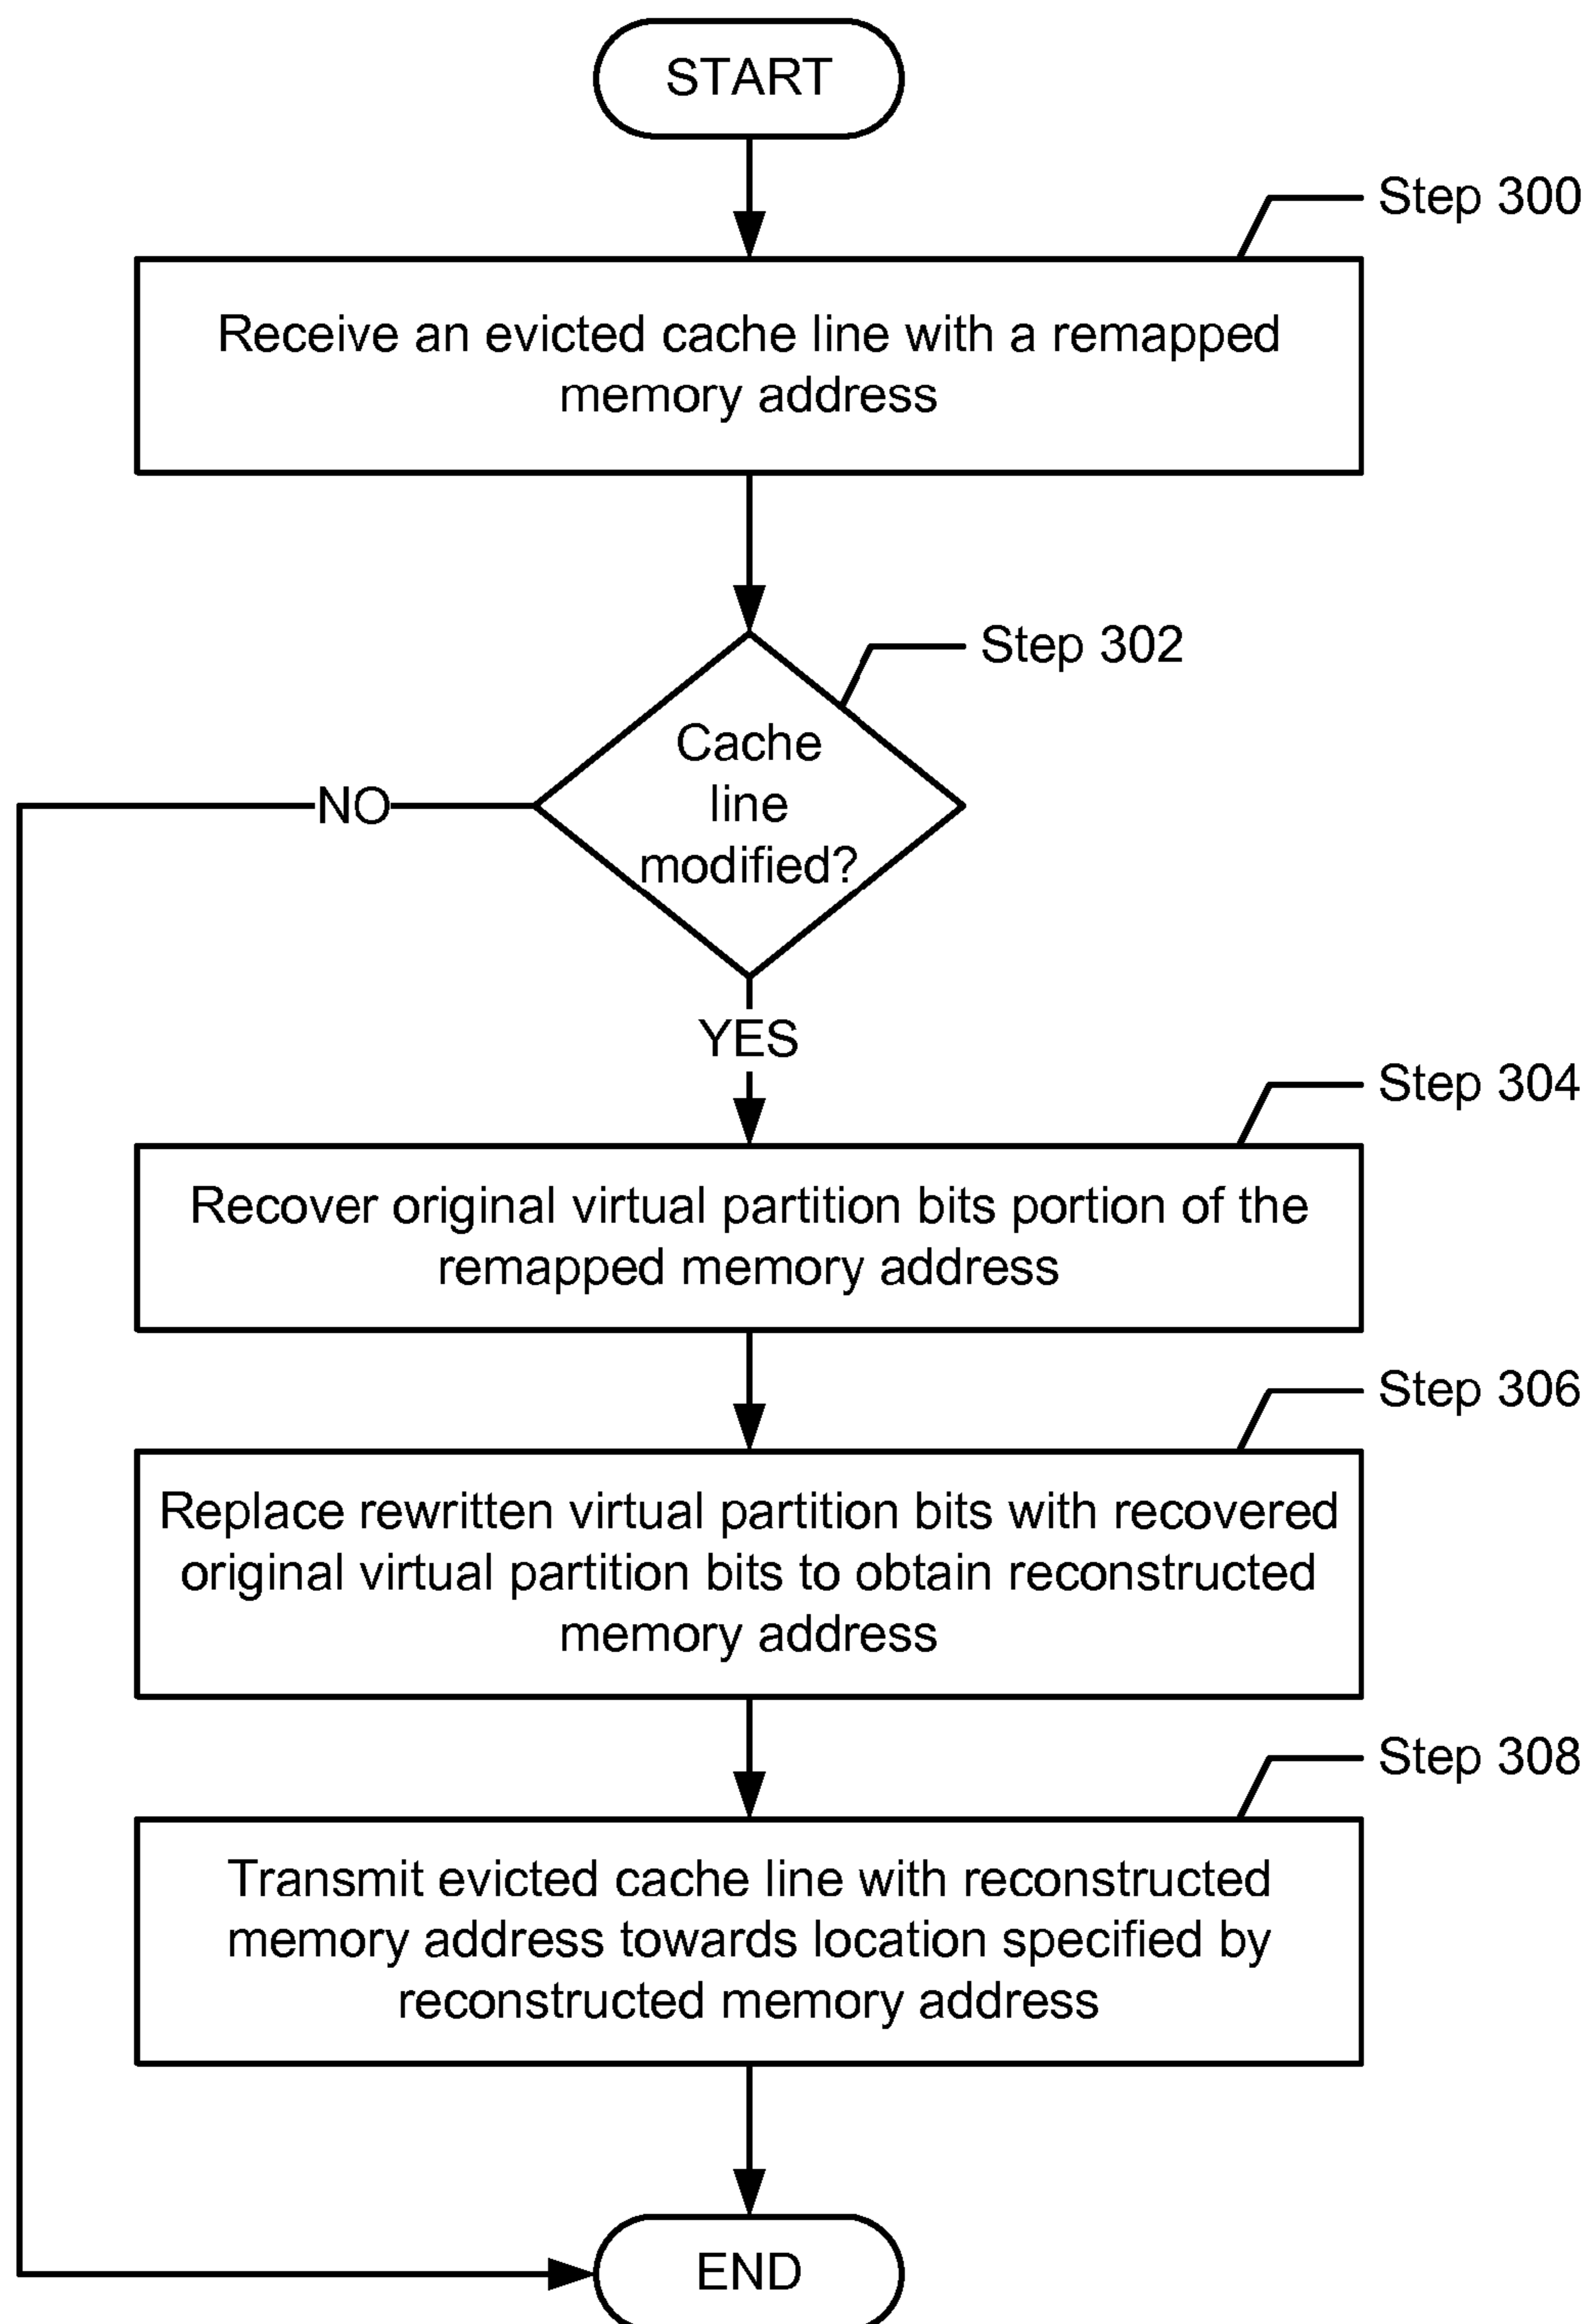 START
Step 300
Receive an evicted cache line with a remapped
memory address
Step 302
Cache
line
modified?
NO
YES
Step 304
Recover original virtual partition bits portion of the
remapped memory address
Step 306
Replace rewritten virtual partition bits with recovered
original virtual partition bits to obtain reconstructed
memory address
Step 308
Transmit evicted cache line with reconstructed
memory address towards location specified by
reconstructed memory address
END